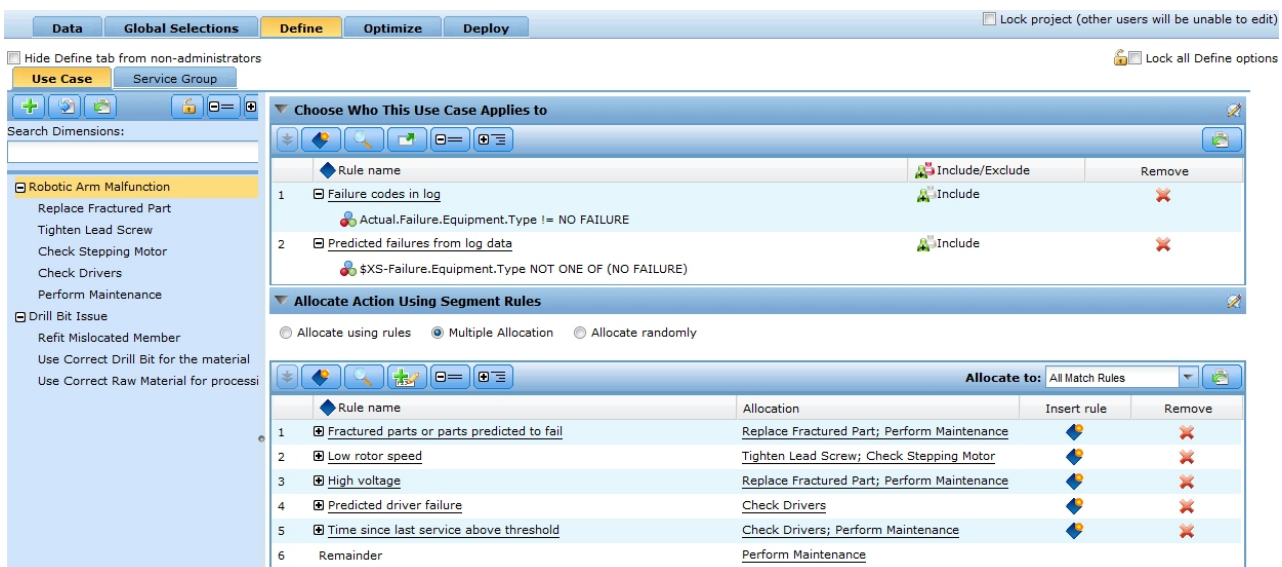 Data Global Selections Define Optimize Deploy Lock project (other users will be unable to edit)
Hide Define tab from non-administrators Lock all Define options
Use Case Service Group
Search Dimensions:
Robotic Arm Malfunction
Replace Fractured Part
Tighten Lead Screw
Check Stepping Motor
Check Drivers
Perform Maintenance
Drill Bit Issue
Refit Mislocated Member
Use Correct Drill Bit for the material
Use Correct Raw Material for processi
Choose Who This Use Case Applies to
Rule name Include/Exclude Remove
1 Failure codes in log Include
Actual.Failure.Equipment.Type != NO FAILURE
2 Predicted failures from log data Include
$XS-Failure.Equipment.Type NOT ONE OF (NO FAILURE)
Allocate Action Using Segment Rules
Allocate using rules Multiple Allocation Allocate randomly
Allocate to: All Match Rules
Rule name Allocation Insert rule Remove
1 Fractured parts or parts predicted to fail Replace Fractured Part; Perform Maintenance
2 Low rotor speed Tighten Lead Screw; Check Stepping Motor
3 High voltage Replace Fractured Part; Perform Maintenance
4 Predicted driver failure Check Drivers
5 Time since last service above threshold Check Drivers; Perform Maintenance
6 Remainder Perform Maintenance